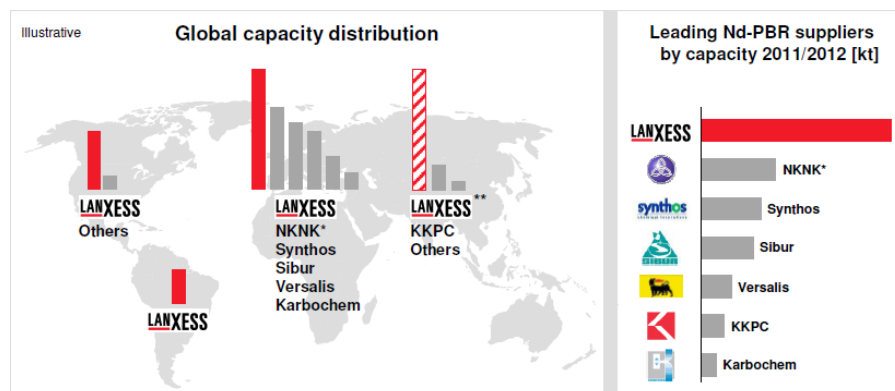 Illustrative
Global capacity distribution
LANXESS
Others
LANXESS
LANXESS
NKNK*
Synthos
Sibur
Versalis
Karbochem
LANXESS**
KKPC
Others
Leading Nd-PBR suppliers
by capacity 2011/2012 [kt]
LANXESS
NKNK*
synthos
Synthos
SIBUR
Sibur
Versalis
KKPC
Karbochem